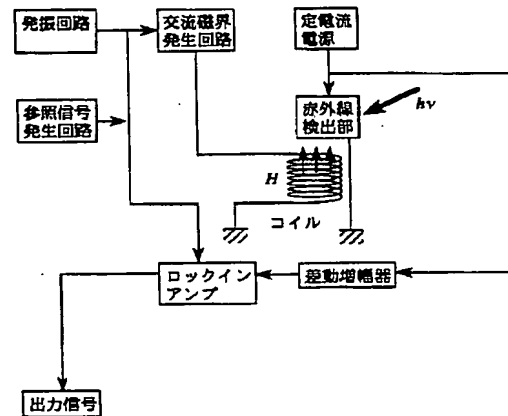 発振回路
交流磁界
発生回路
定電流
電源
参照信号
発生回路
赤外線
検出部
hν
H
コイル
ロックイン
アンプ
差動増幅器
出力信号